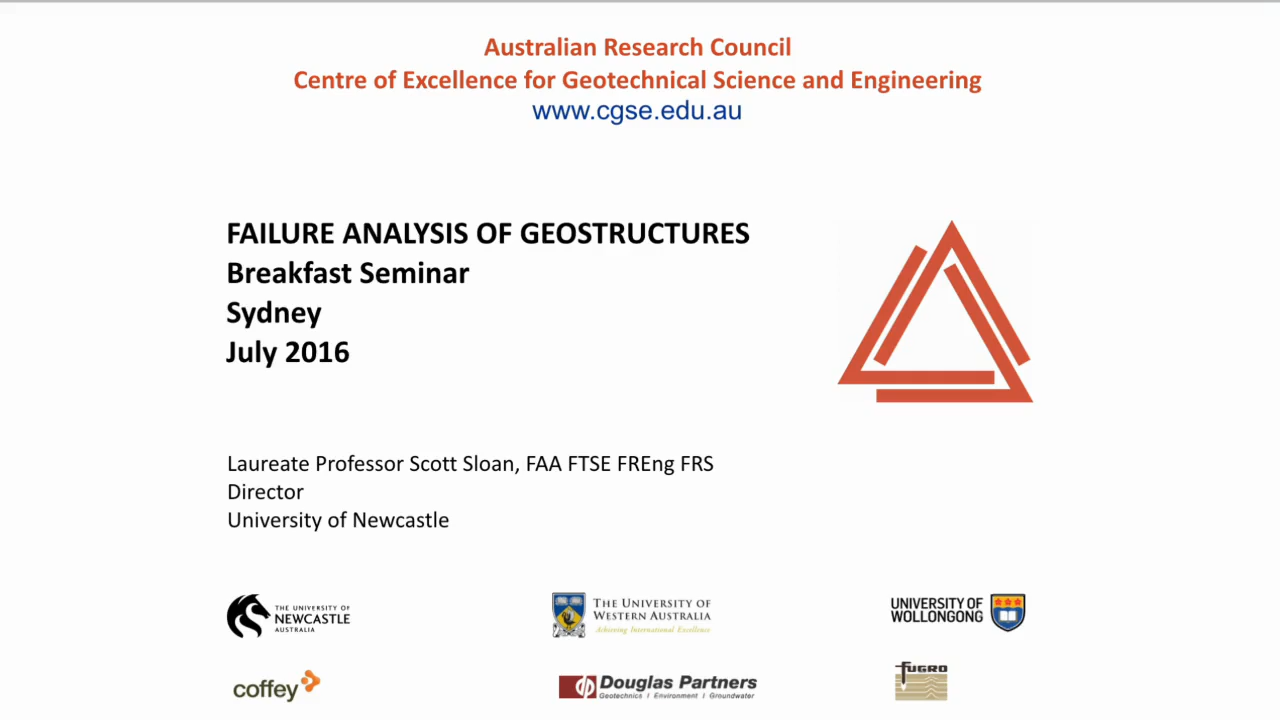 Australian Research Council
Centre of Excellence for Geotechnical Science and Engineering
www.cgse.edu.au
FAILURE ANALYSIS OF GEOSTRUCTURES
Breakfast Seminar
Sydney
July 2016
Laureate Professor Scott Sloan, FAA FTSE FREng FRS
Director
University of Newcastle
THE UNIVERSITY OF
NEWCASTLE
AUSTRALIA
THE UNIVERSITY OF
WESTERN AUSTRALIA
Achieving International Excellence
UNIVERSITY OF
WOLLONGONG
coffey
Douglas Partners
Geotechnics | Environment | Groundwater
FUGRO